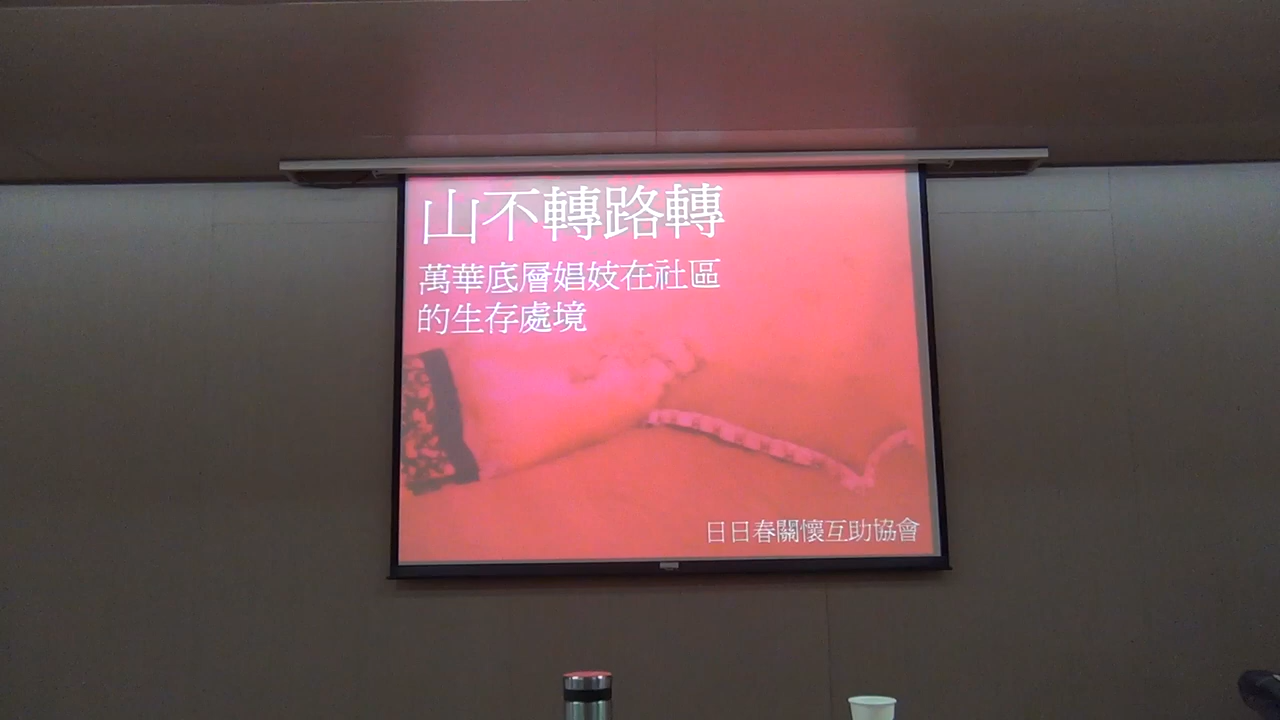 山不轉路轉
萬華底層娼妓在社區
的生存處境
日日春關懷互助協會